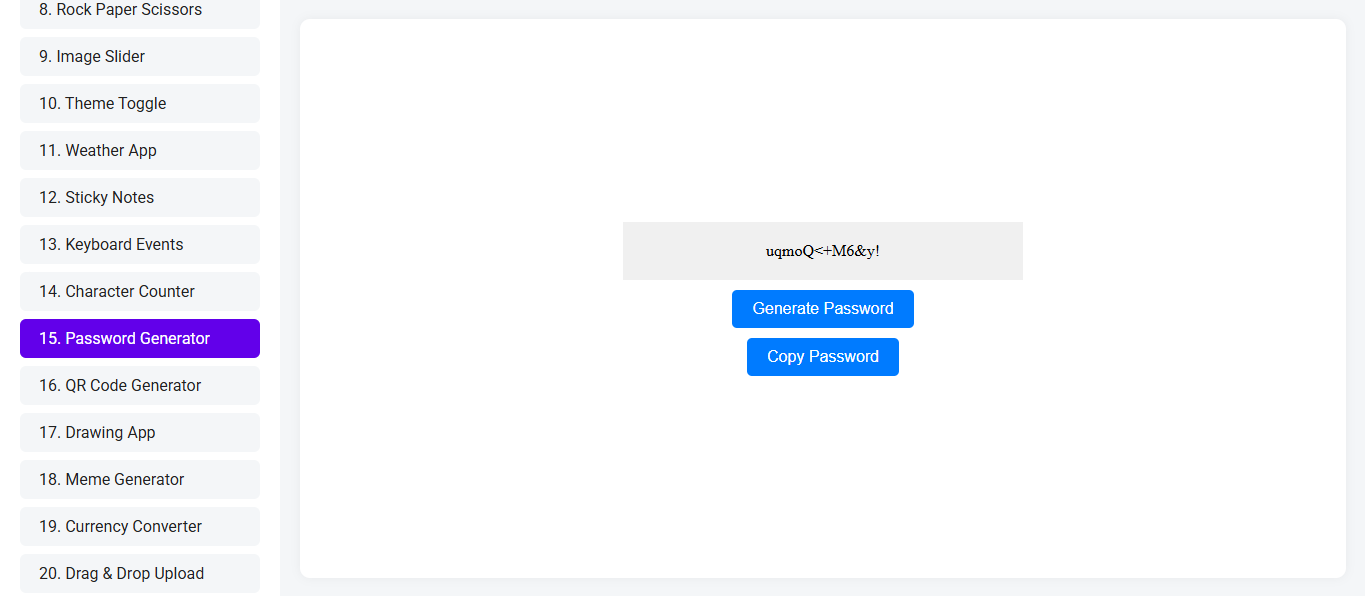 8. Rock Paper Scissors
9. Image Slider
10. Theme Toggle
11. Weather App
12. Sticky Notes
13. Keyboard Events
14. Character Counter
15. Password Generator
16. QR Code Generator
17. Drawing App
18. Meme Generator
19. Currency Converter
20. Drag & Drop Upload
uqmoQ<+M6&y!
Generate Password
Copy Password